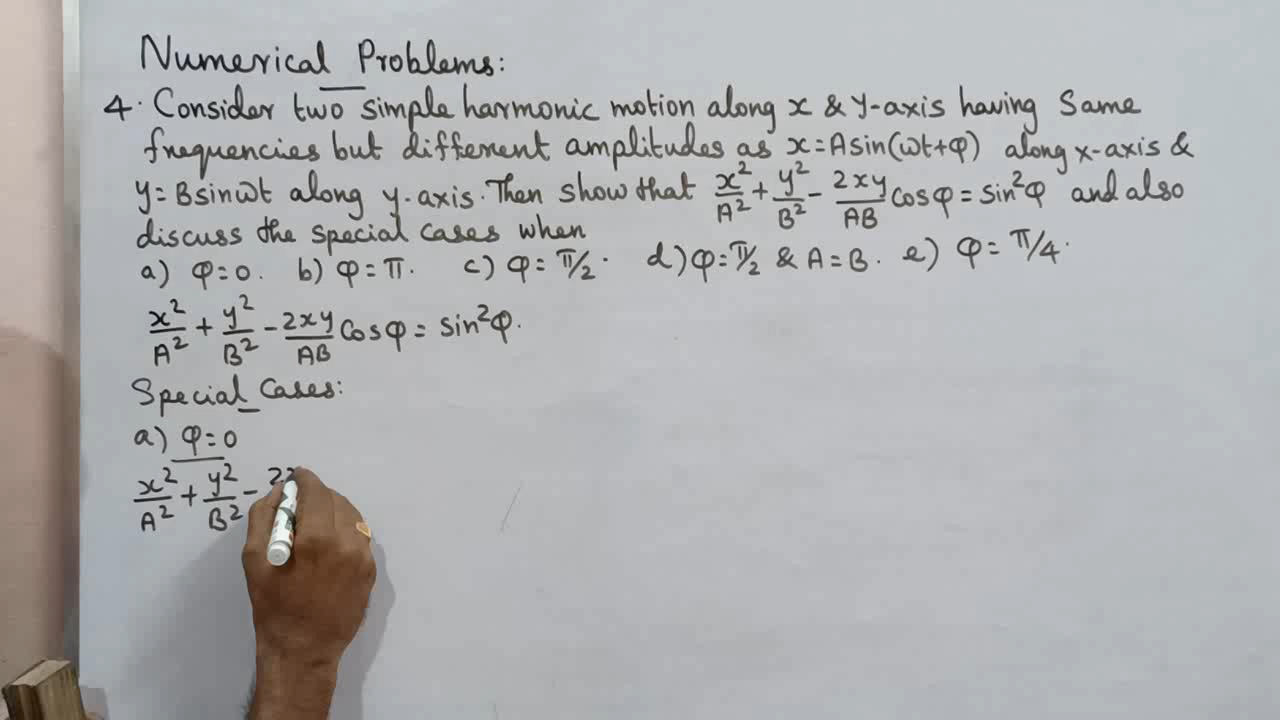 Numerical Problems:
4. Consider two simple harmonic motion along x & Y-axis having Same
frequencies but different amplitudes as x=Asin(ωt+φ) along x-axis &
y=Bsinωt along y-axis. Then show that x²/A² + y²/B² - 2xy/AB cosφ = sin²φ and also
discuss the special cases when
a) φ=0. b) φ=π. c) φ=π/2. d) φ=π/2 & A=B. e) φ=π/4.
x²/A² + y²/B² - 2xy/AB Cosφ = sin²φ.
Special Cases:
a) φ=0
x²/A² + y²/B² - 2